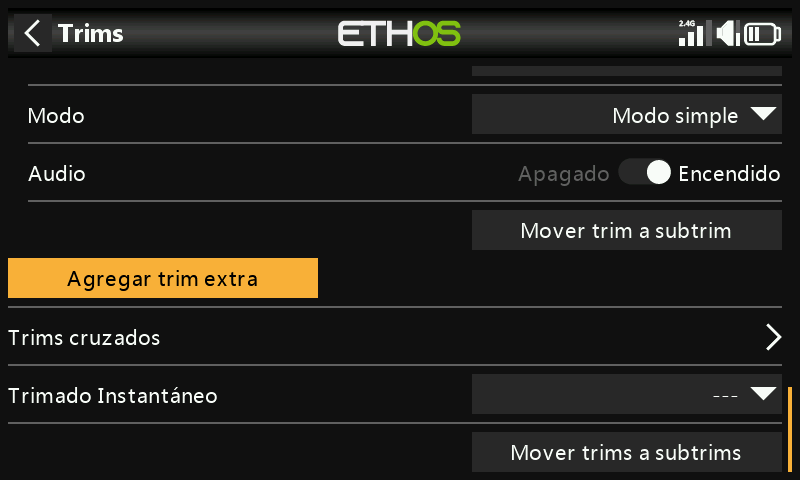 Trims
ETHOS
2.4G
Modo
Modo simple
Audio
Apagado
Encendido
Mover trim a subtrim
Agregar trim extra
Trims cruzados
Trimado Instantáneo
---
Mover trims a subtrims